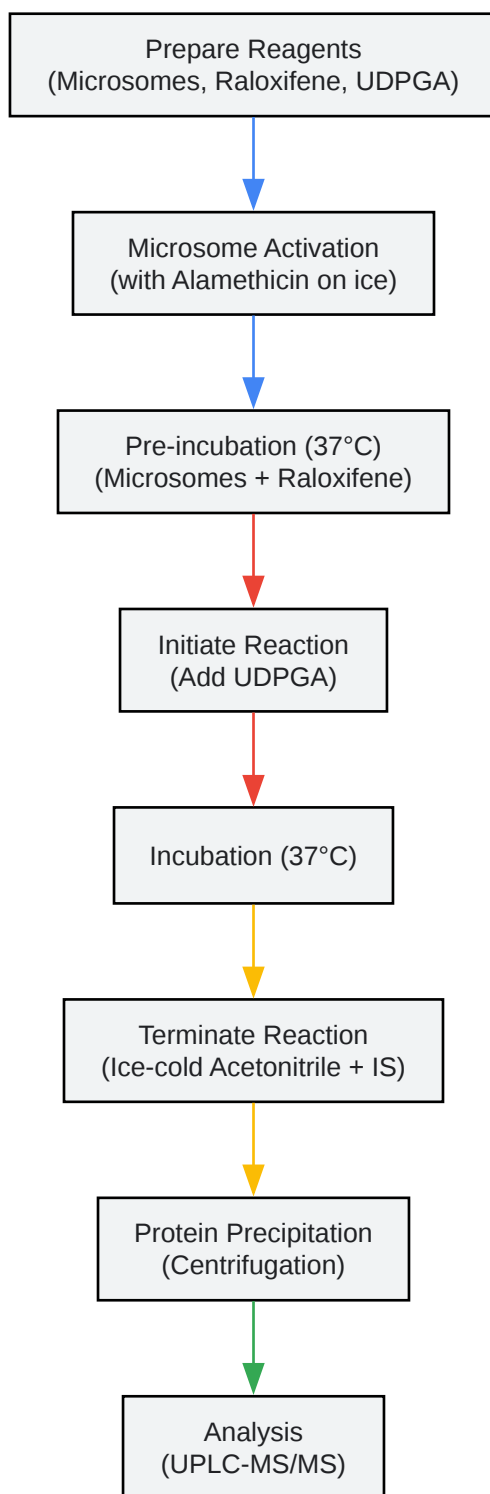 Prepare Reagents
(Microsomes, Raloxifene, UDPGA)
Microsome Activation
(with Alamethicin on ice)
Pre-incubation (37°C)
(Microsomes + Raloxifene)
Initiate Reaction
(Add UDPGA)
Incubation (37°C)
Terminate Reaction
(Ice-cold Acetonitrile + IS)
Protein Precipitation
(Centrifugation)
Analysis
(UPLC-MS/MS)